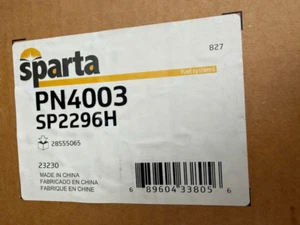 827
sparta
Fuel systems
PN4003
SP2296H
28555065
23230
MADE IN CHINA
FABRICADO EN CHINA
FABRIQUE EN CHINE
6 89604 33805 6